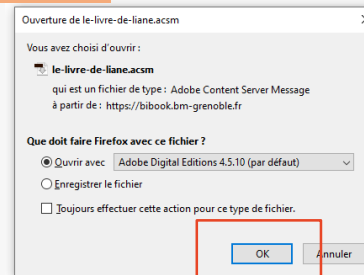 Ouverture de le-livre-de-liane.acsm
Vous avez choisi d'ouvrir :
le-livre-de-liane.acsm
qui est un fichier de type : Adobe Content Server Message
à partir de : https://bibook.bm-grenoble.fr
Que doit faire Firefox avec ce fichier ?
Ouvrir avec Adobe Digital Editions 4.5.10 (par défaut)
Enregistrer le fichier
Toujours effectuer cette action pour ce type de fichier.
OK Annuler